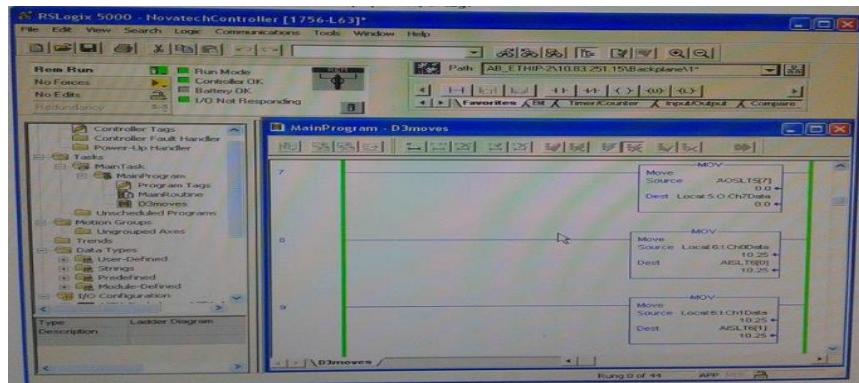 RSLogix 5000 - NovatechController [1756-L63]*
File Edit View Search Logic Communications Tools Window Help
Rem Run
Run Mode
No Forces
Controller OK
Battery OK
No Edits
I/O Not Responding
Redundancy
REM
Path: AB_ETHIP-2\10.83.251.15\Backplane\1*
Favorites Bit Timer/Counter Input/Output Compare
Controller Tags
Controller Fault Handler
Power-Up Handler
Tasks
MainTask
MainProgram
Program Tags
MainRoutine
D3moves
Unscheduled Programs
Motion Groups
Ungrouped Axes
Trends
Data Types
User-Defined
Strings
Predefined
Module-Defined
I/O Configuration
Type Ladder Diagram
Description
MainProgram - D3moves
7
MOV
Move
Source AOSLT5[7]
0.0
Dest Local:5:O.Ch7Data
0.0
8
MOV
Move
Source Local:6:I.Ch0Data
10.25
Dest AISLT6[0]
10.25
9
MOV
Move
Source Local:6:I.Ch1Data
10.25
Dest AISLT6[1]
10.25
D3moves
Rung 0 of 44 APP